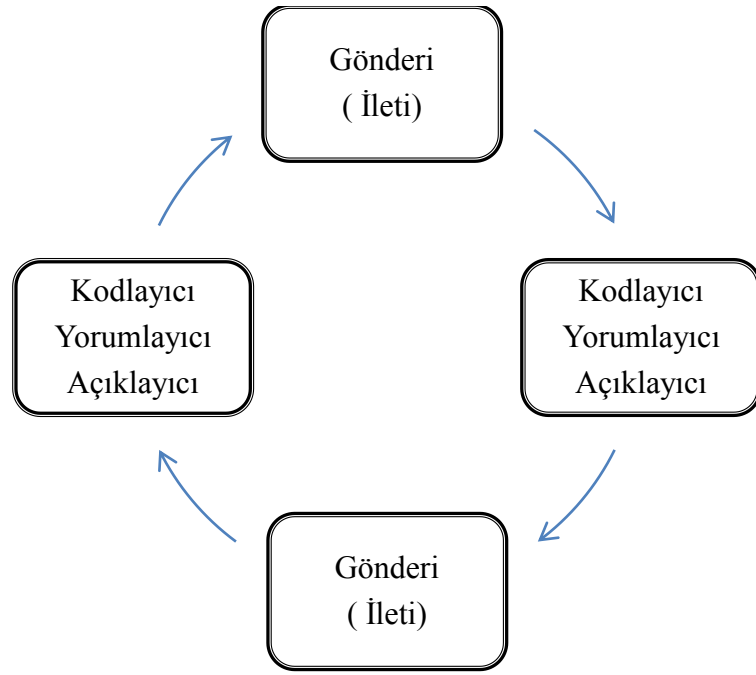 Gönderi
( İleti)
Kodlayıcı
Yorumlayıcı
Açıklayıcı
Kodlayıcı
Yorumlayıcı
Açıklayıcı
Gönderi
( İleti)